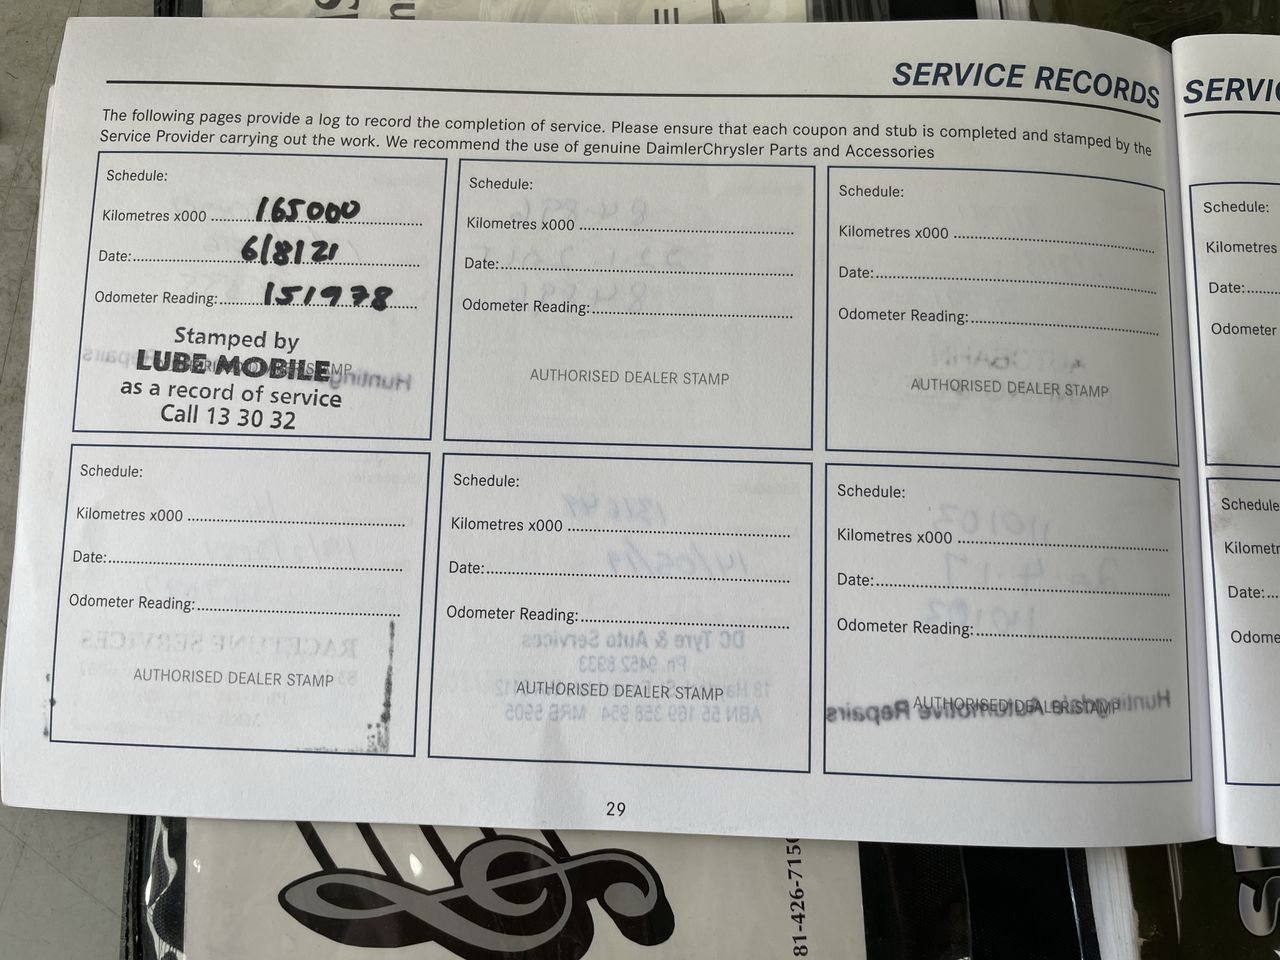 SERVICE RECORDS
The following pages provide a log to record the completion of service. Please ensure that each coupon and stub is completed and stamped by the
Service Provider carrying out the work. We recommend the use of genuine DaimlerChrysler Parts and Accessories
Schedule:
Kilometres x000 165000
Date: 6/8/21
Odometer Reading: 151978
Stamped by
LUBE MOBILE
as a record of service
Call 13 30 32
Schedule:
Kilometres x000
Date:
Odometer Reading:
AUTHORISED DEALER STAMP
Schedule:
Kilometres x000
Date:
Odometer Reading:
AUTHORISED DEALER STAMP
Schedule:
Kilometres x000
Date:
Odometer Reading:
AUTHORISED DEALER STAMP
Schedule:
Kilometres x000
Date:
Odometer Reading:
AUTHORISED DEALER STAMP
Schedule:
Kilometres x000
Date:
Odometer Reading:
AUTHORISED DEALER STAMP
29
SERVIC
Schedule:
Kilometres
Date:
Odometer
Schedule
Kilometr
Date:
Odome
81-426-7150